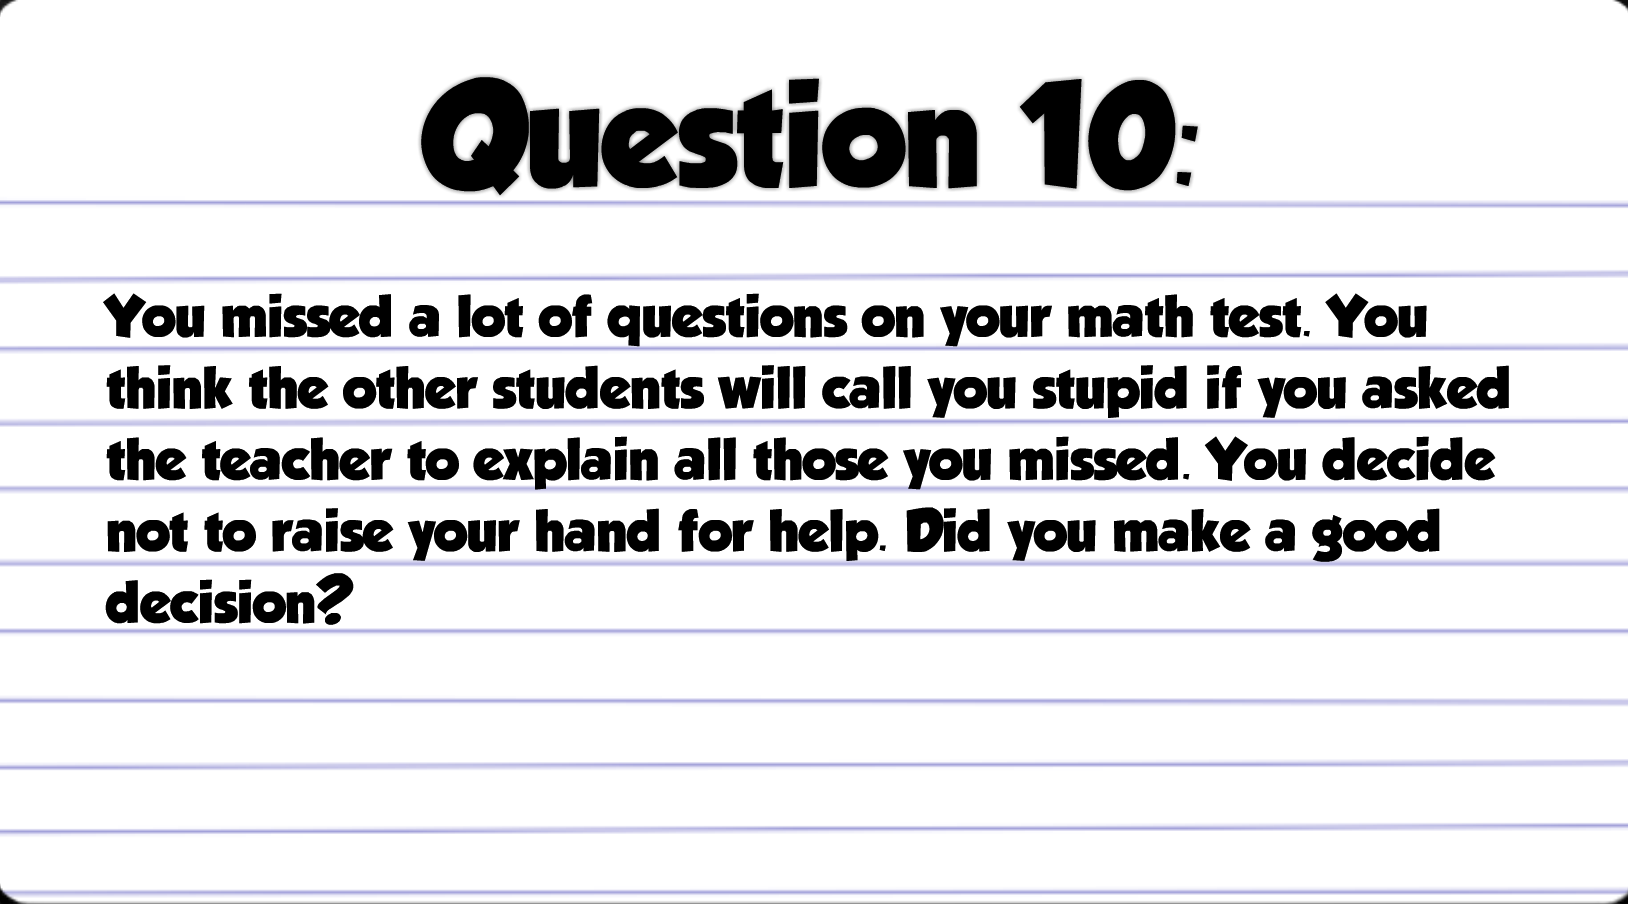 Question 10:
You missed a lot of questions on your math test. You
think the other students will call you stupid if you asked
the teacher to explain all those you missed. You decide
not to raise your hand for help. Did you make a good
decision?